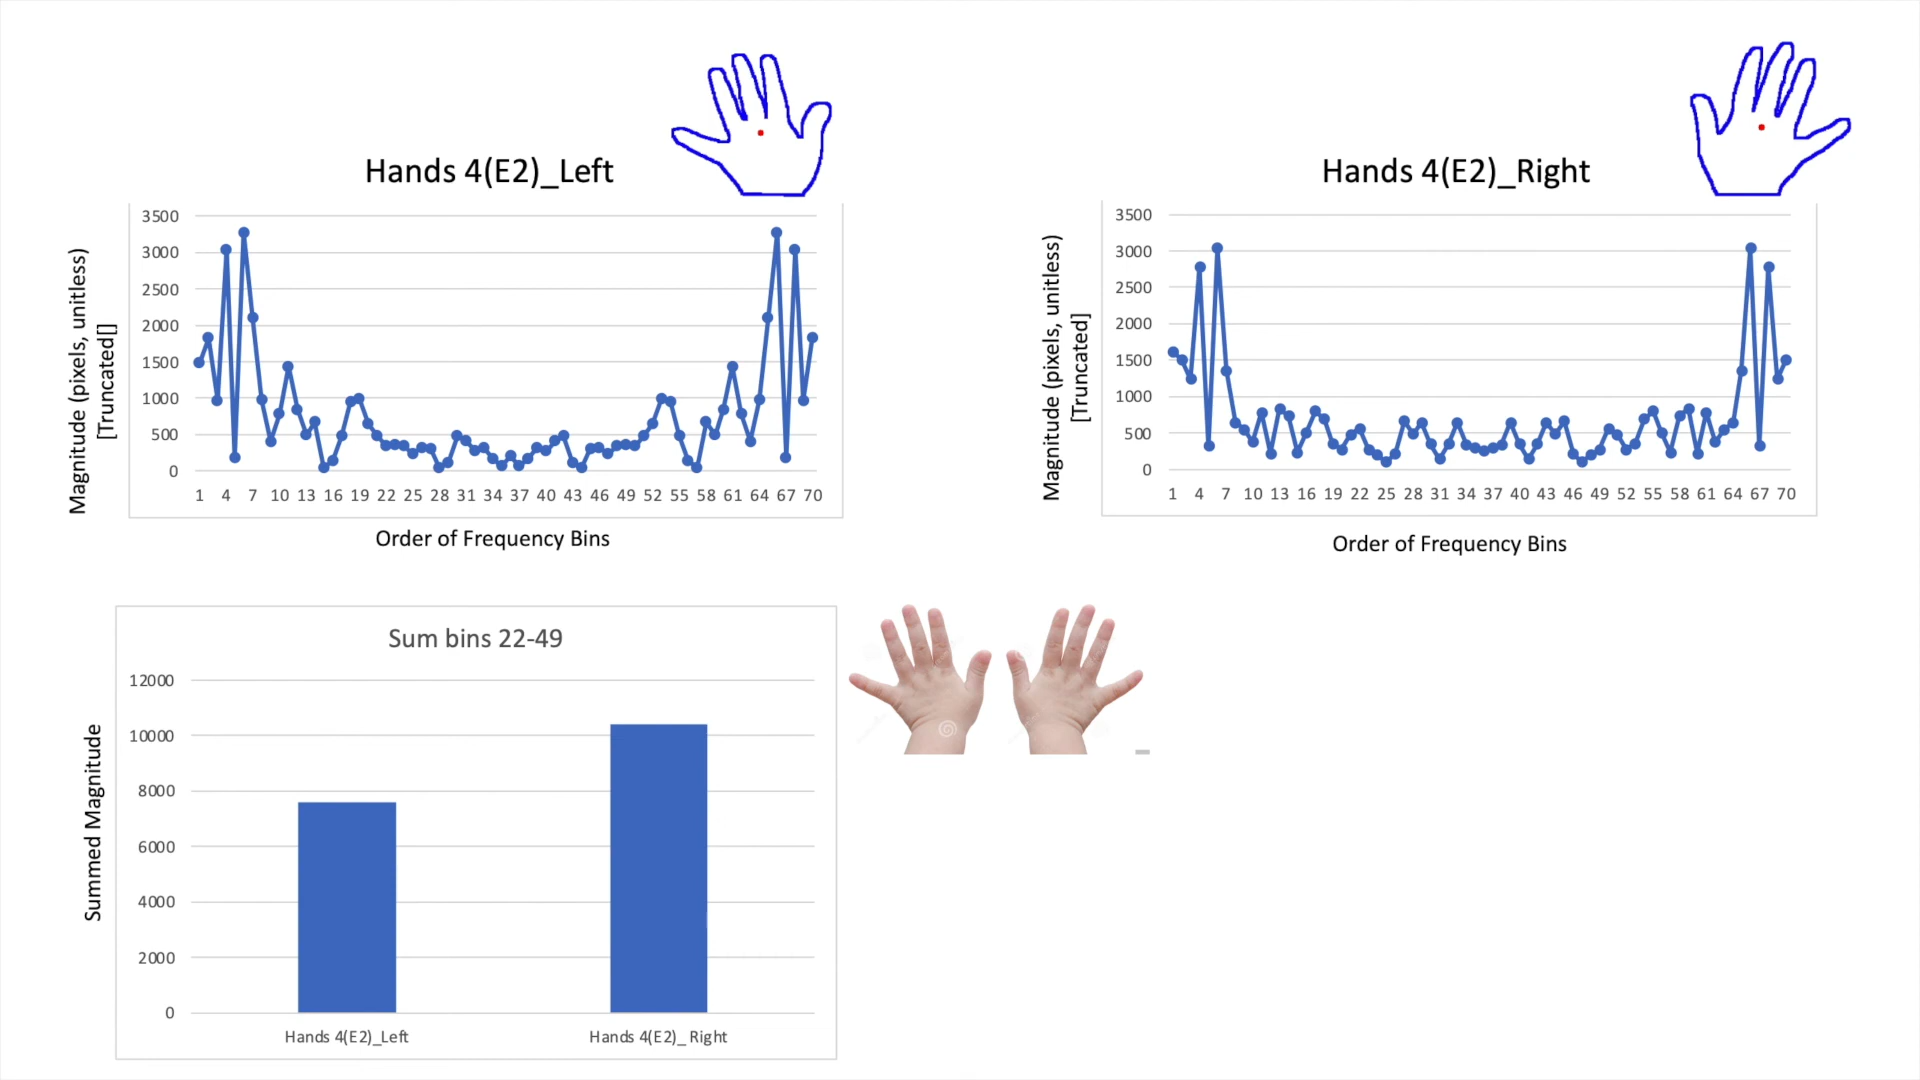 Hands 4(E2)_Left
Magnitude (pixels, unitless)
[Truncated[]
3500
3000
2500
2000
1500
1000
500
0
1 4 7 10 13 16 19 22 25 28 31 34 37 40 43 46 49 52 55 58 61 64 67 70
Order of Frequency Bins
Hands 4(E2)_Right
Magnitude (pixels, unitless)
[Truncated]
3500
3000
2500
2000
1500
1000
500
0
1 4 7 10 13 16 19 22 25 28 31 34 37 40 43 46 49 52 55 58 61 64 67 70
Order of Frequency Bins
Sum bins 22-49
Summed Magnitude
12000
10000
8000
6000
4000
2000
0
Hands 4(E2)_Left
Hands 4(E2)_ Right